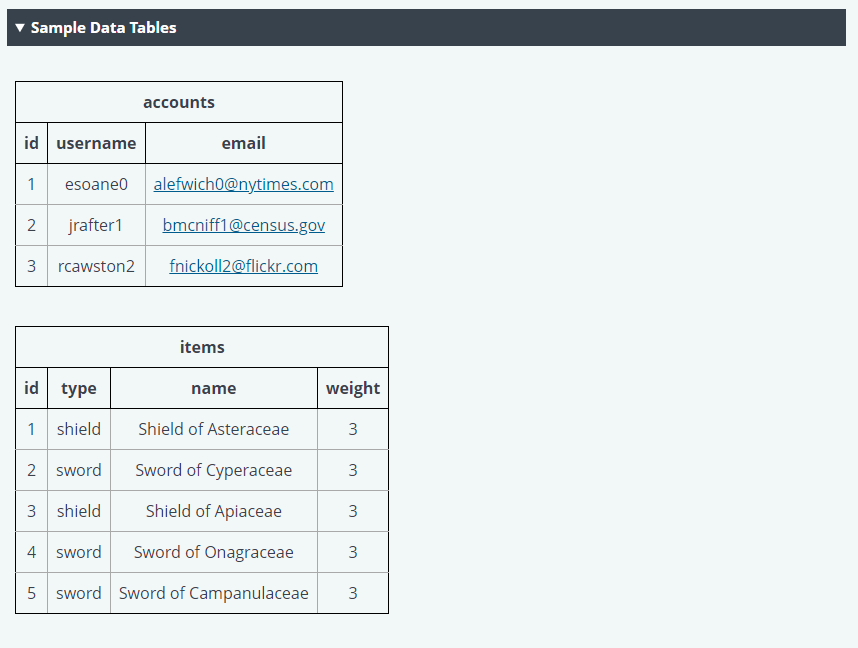 Sample Data Tables
accounts
id username email
1 esoane0 alefwich0@nytimes.com
2 jrafter1 bmcniff1@census.gov
3 rcawston2 fnickoll2@flickr.com
items
id type name weight
1 shield Shield of Asteraceae 3
2 sword Sword of Cyperaceae 3
3 shield Shield of Apiaceae 3
4 sword Sword of Onagraceae 3
5 sword Sword of Campanulaceae 3